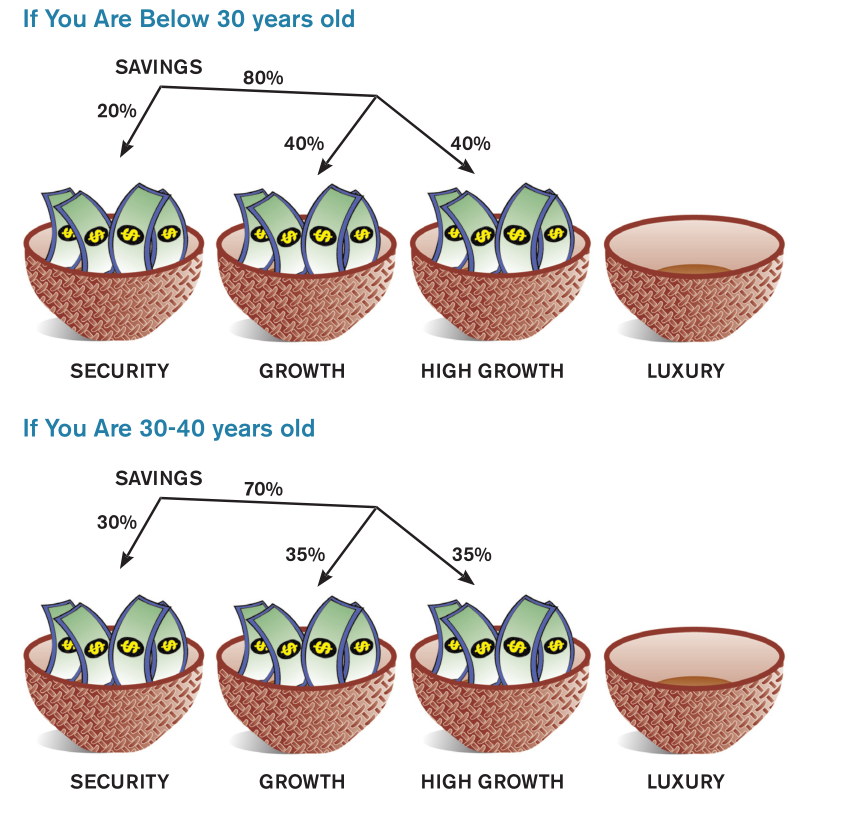 If You Are Below 30 years old
SAVINGS
80%
20%
40%
40%
$ $ $ $
$ $ $ $
$ $ $ $
SECURITY
GROWTH
HIGH GROWTH
LUXURY
If You Are 30-40 years old
SAVINGS
70%
30%
35%
35%
$ $ $ $
$ $ $ $
$ $ $ $
SECURITY
GROWTH
HIGH GROWTH
LUXURY